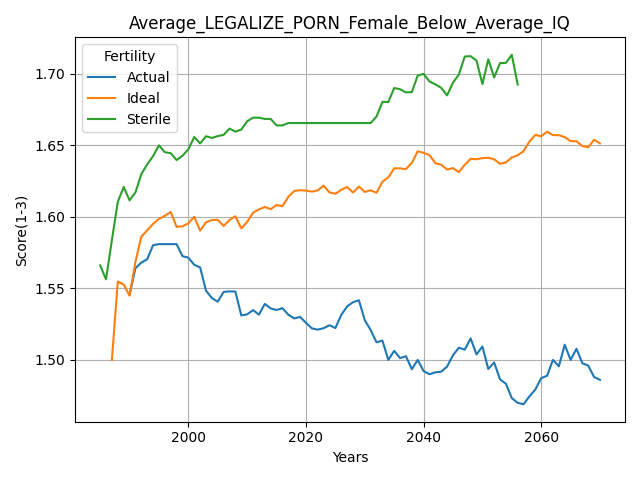 Average_LEGALIZE_PORN_Female_Below_Average_IQ
Fertility
Actual
Ideal
Sterile
Score(1-3)
1.70
1.65
1.60
1.55
1.50
2000 2020 2040 2060
Years